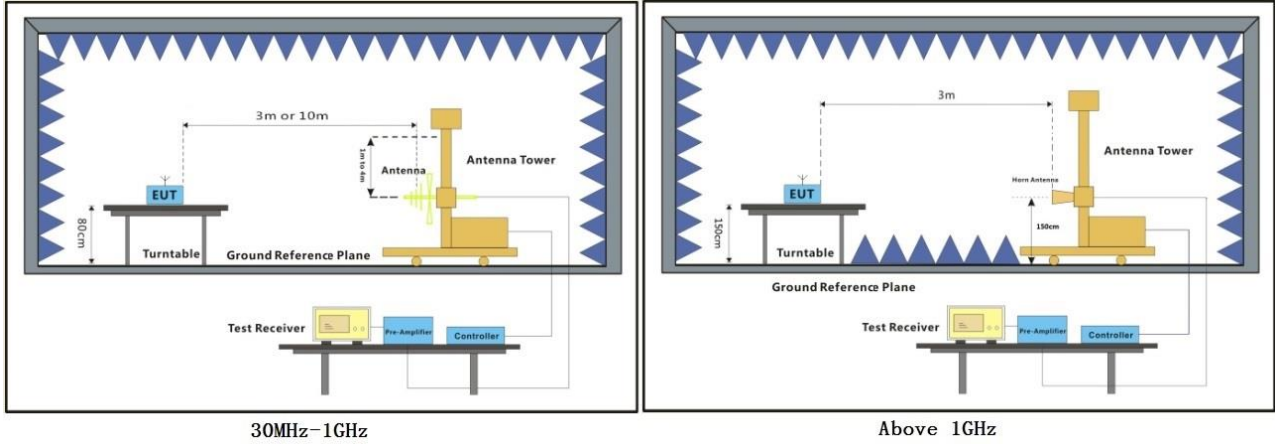 3m or 10m
1m to 4m
Antenna
Antenna Tower
EUT
80cm
Turntable
Ground Reference Plane
Test Receiver
Pre-Amplifier
Controller
30MHz-1GHz
3m
Antenna Tower
Horn Antenna
EUT
150cm
150cm
Turntable
Ground Reference Plane
Test Receiver
Pre-Amplifier
Controller
Above 1GHz